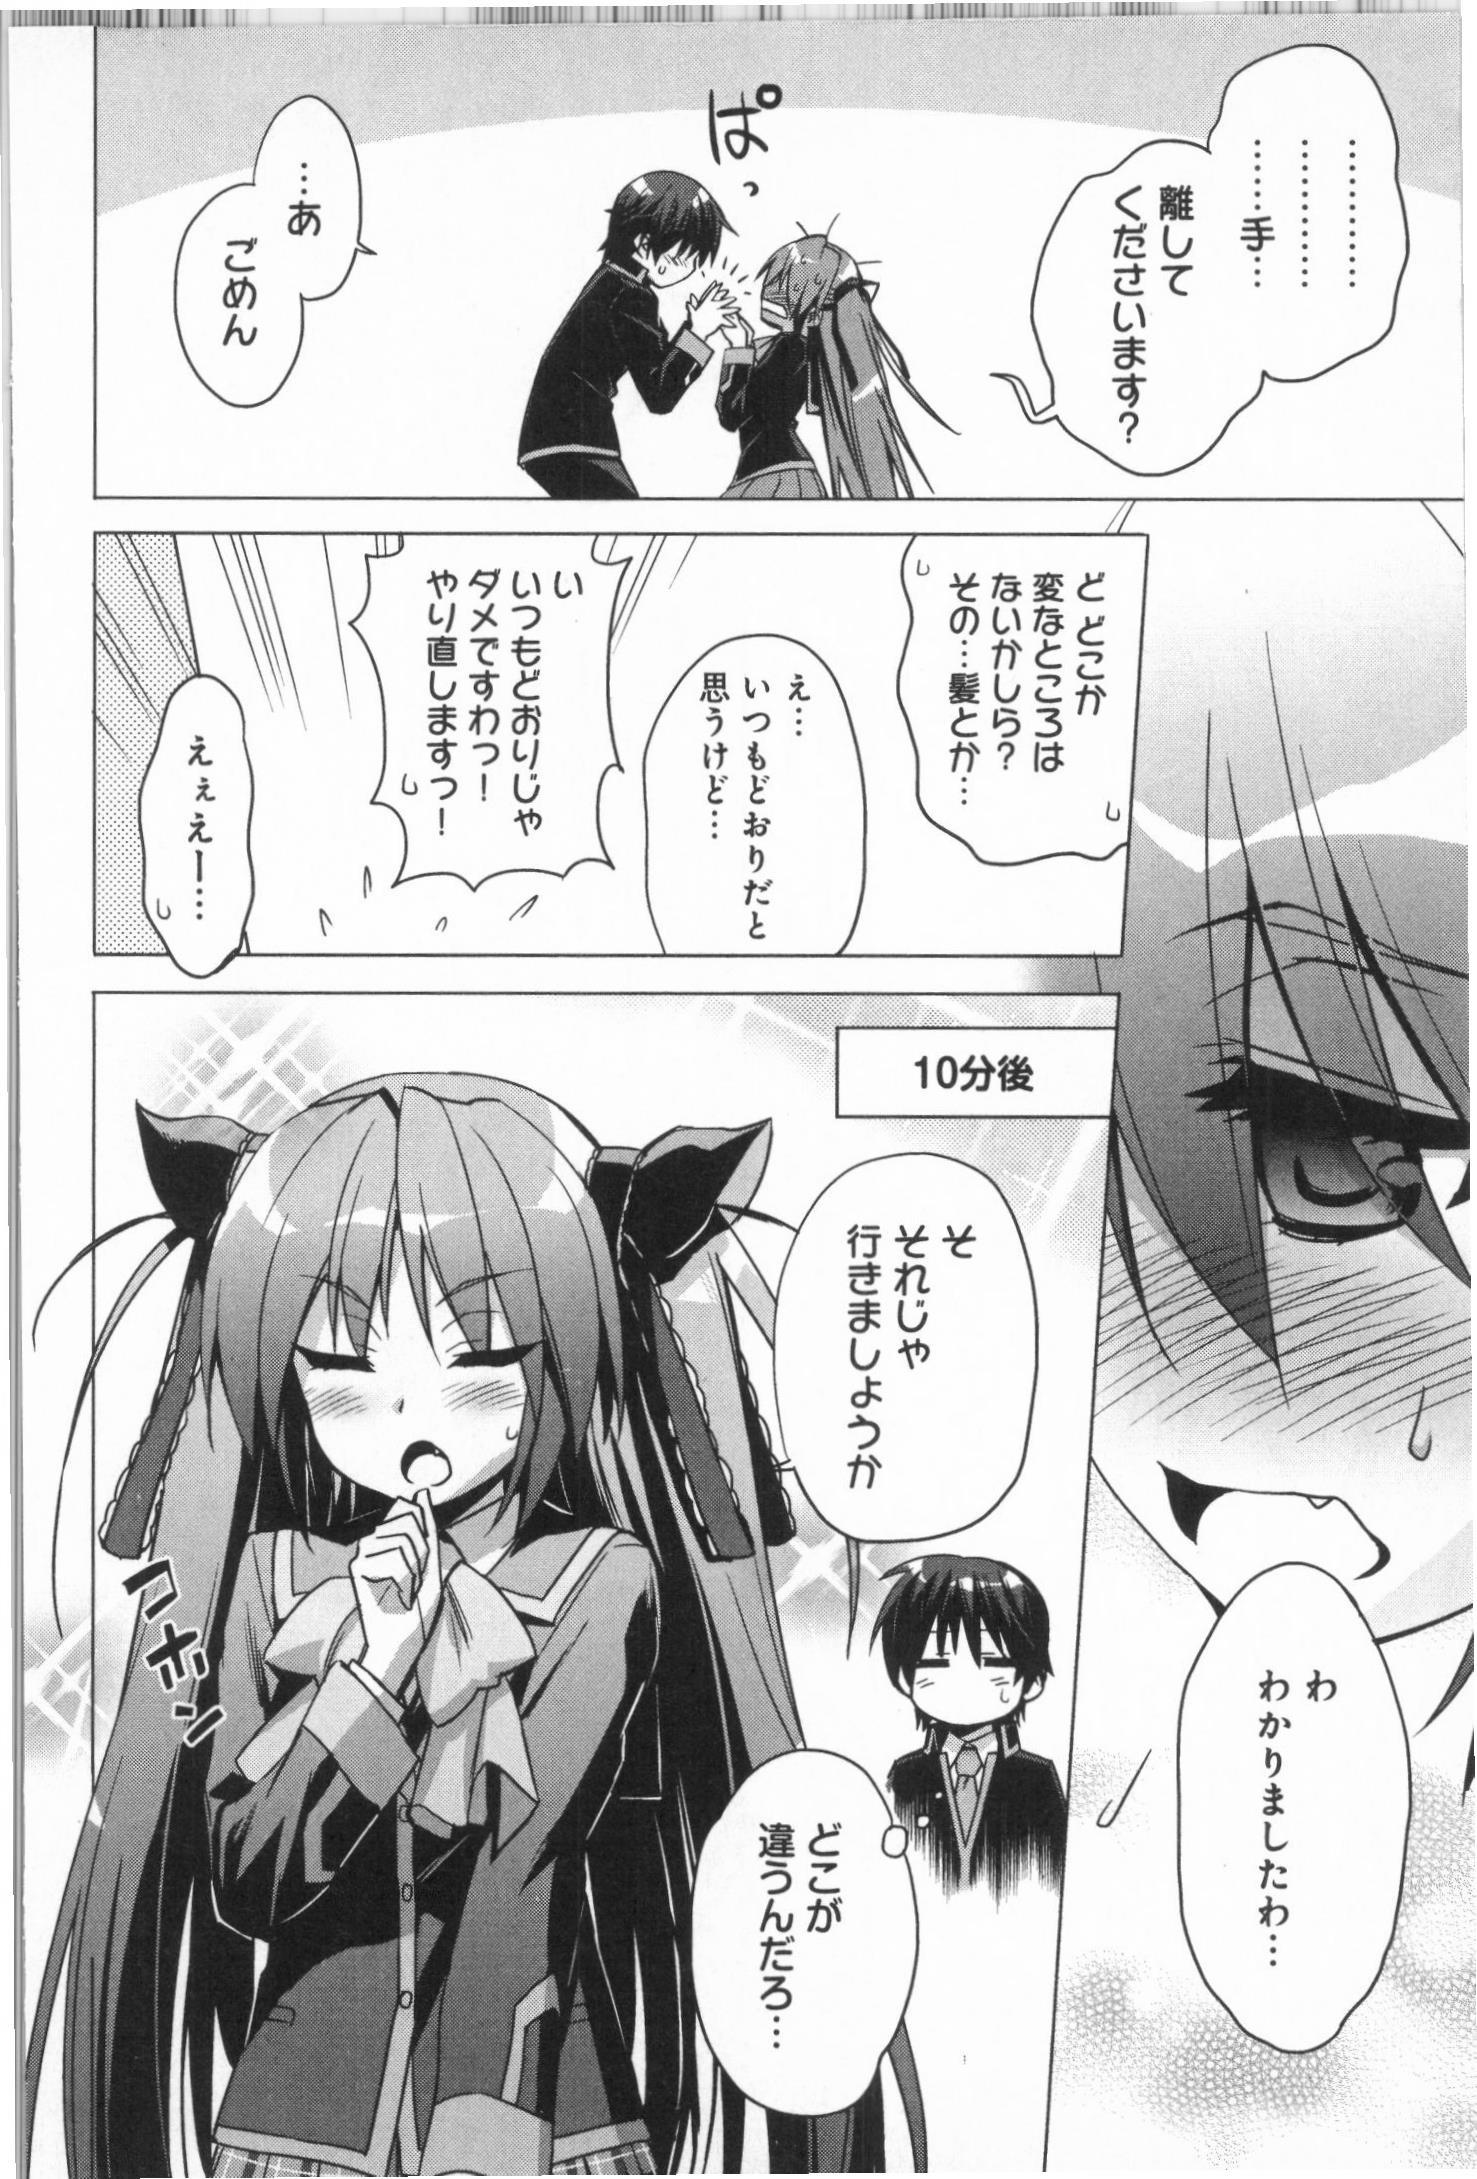 …………
…………
……手…
離して
くださいます？
ぱっ
…あ
ごめん
わ
わかりましたわ…
ど どこか
変なところは
ないかしら？
その…髪とか…
え…
いつもどおりだと
思うけど…
い
いつもどおりじゃ
ダメですわっ！
やり直しますっ！
えぇえー…
10分後
そ
それじゃ
行きましょうか
コホン
どこが
違うんだろ…